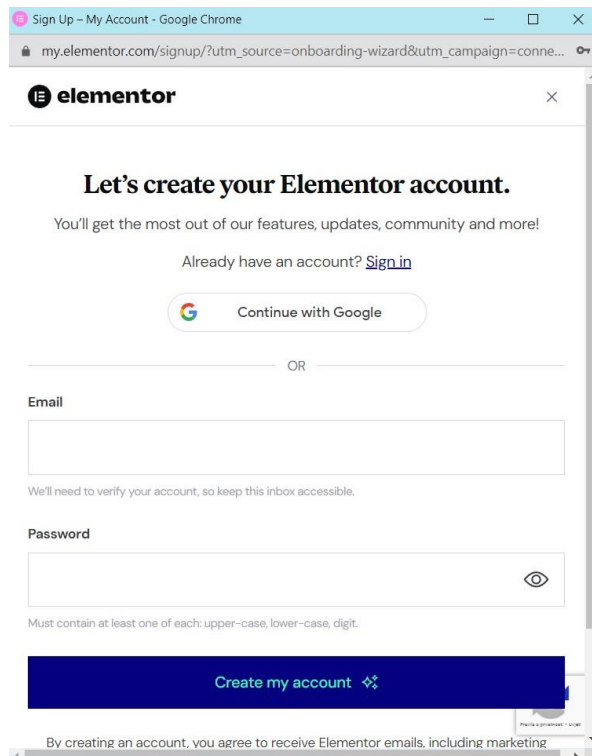 Sign Up – My Account - Google Chrome
my.elementor.com/signup/?utm_source=onboarding-wizard&utm_campaign=conne...
elementor
Let's create your Elementor account.
You'll get the most out of our features, updates, community and more!
Already have an account? Sign in
Continue with Google
OR
Email
We'll need to verify your account, so keep this inbox accessible.
Password
Must contain at least one of each: upper-case, lower-case, digit.
Create my account
By creating an account, you agree to receive Elementor emails, including marketing